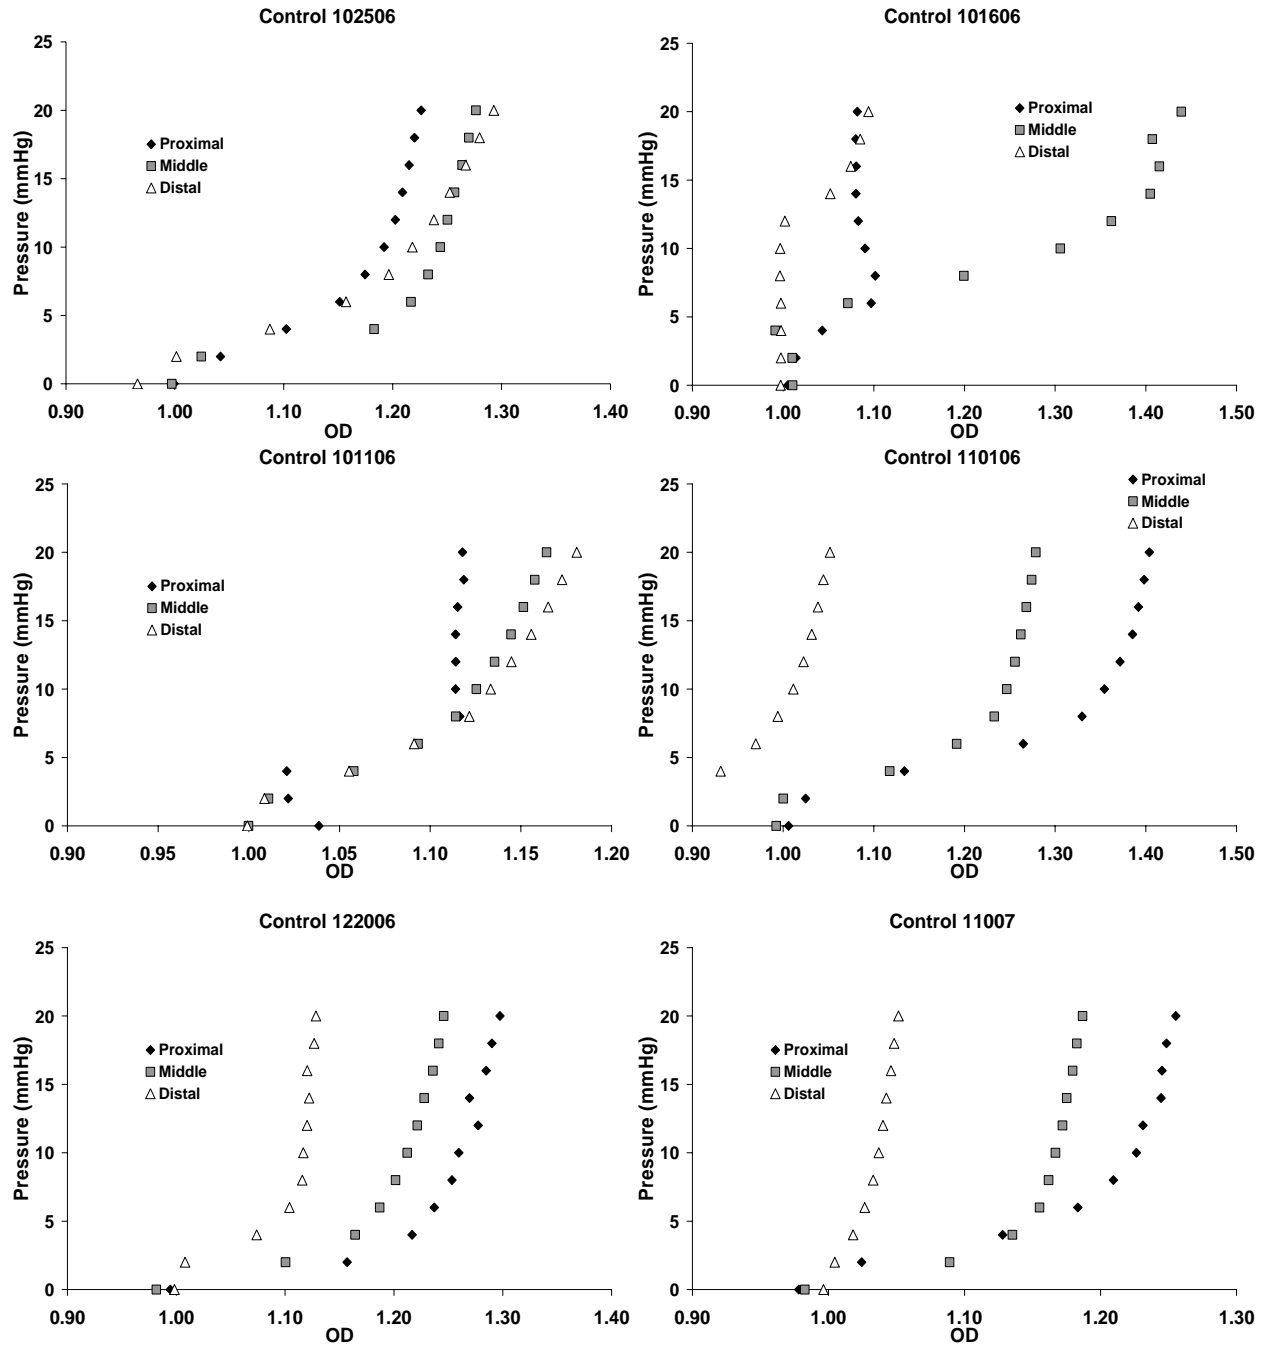 Control 102506
25
20
15
10
5
0
Pressure (mmHg)
Proximal
Middle
Distal
0.90 1.00 1.10 1.20 1.30 1.40
OD
Control 101606
25
20
15
10
5
0
Pressure (mmHg)
Proximal
Middle
Distal
0.90 1.00 1.10 1.20 1.30 1.40 1.50
OD
Control 101106
25
20
15
10
5
0
Pressure (mmHg)
Proximal
Middle
Distal
0.90 0.95 1.00 1.05 1.10 1.15 1.20
OD
Control 110106
25
20
15
10
5
0
Pressure (mmHg)
Proximal
Middle
Distal
0.90 1.00 1.10 1.20 1.30 1.40 1.50
OD
Control 122006
25
20
15
10
5
0
Pressure (mmHg)
Proximal
Middle
Distal
0.90 1.00 1.10 1.20 1.30 1.40
OD
Control 11007
25
20
15
10
5
0
Pressure (mmHg)
Proximal
Middle
Distal
0.90 1.00 1.10 1.20 1.30
OD